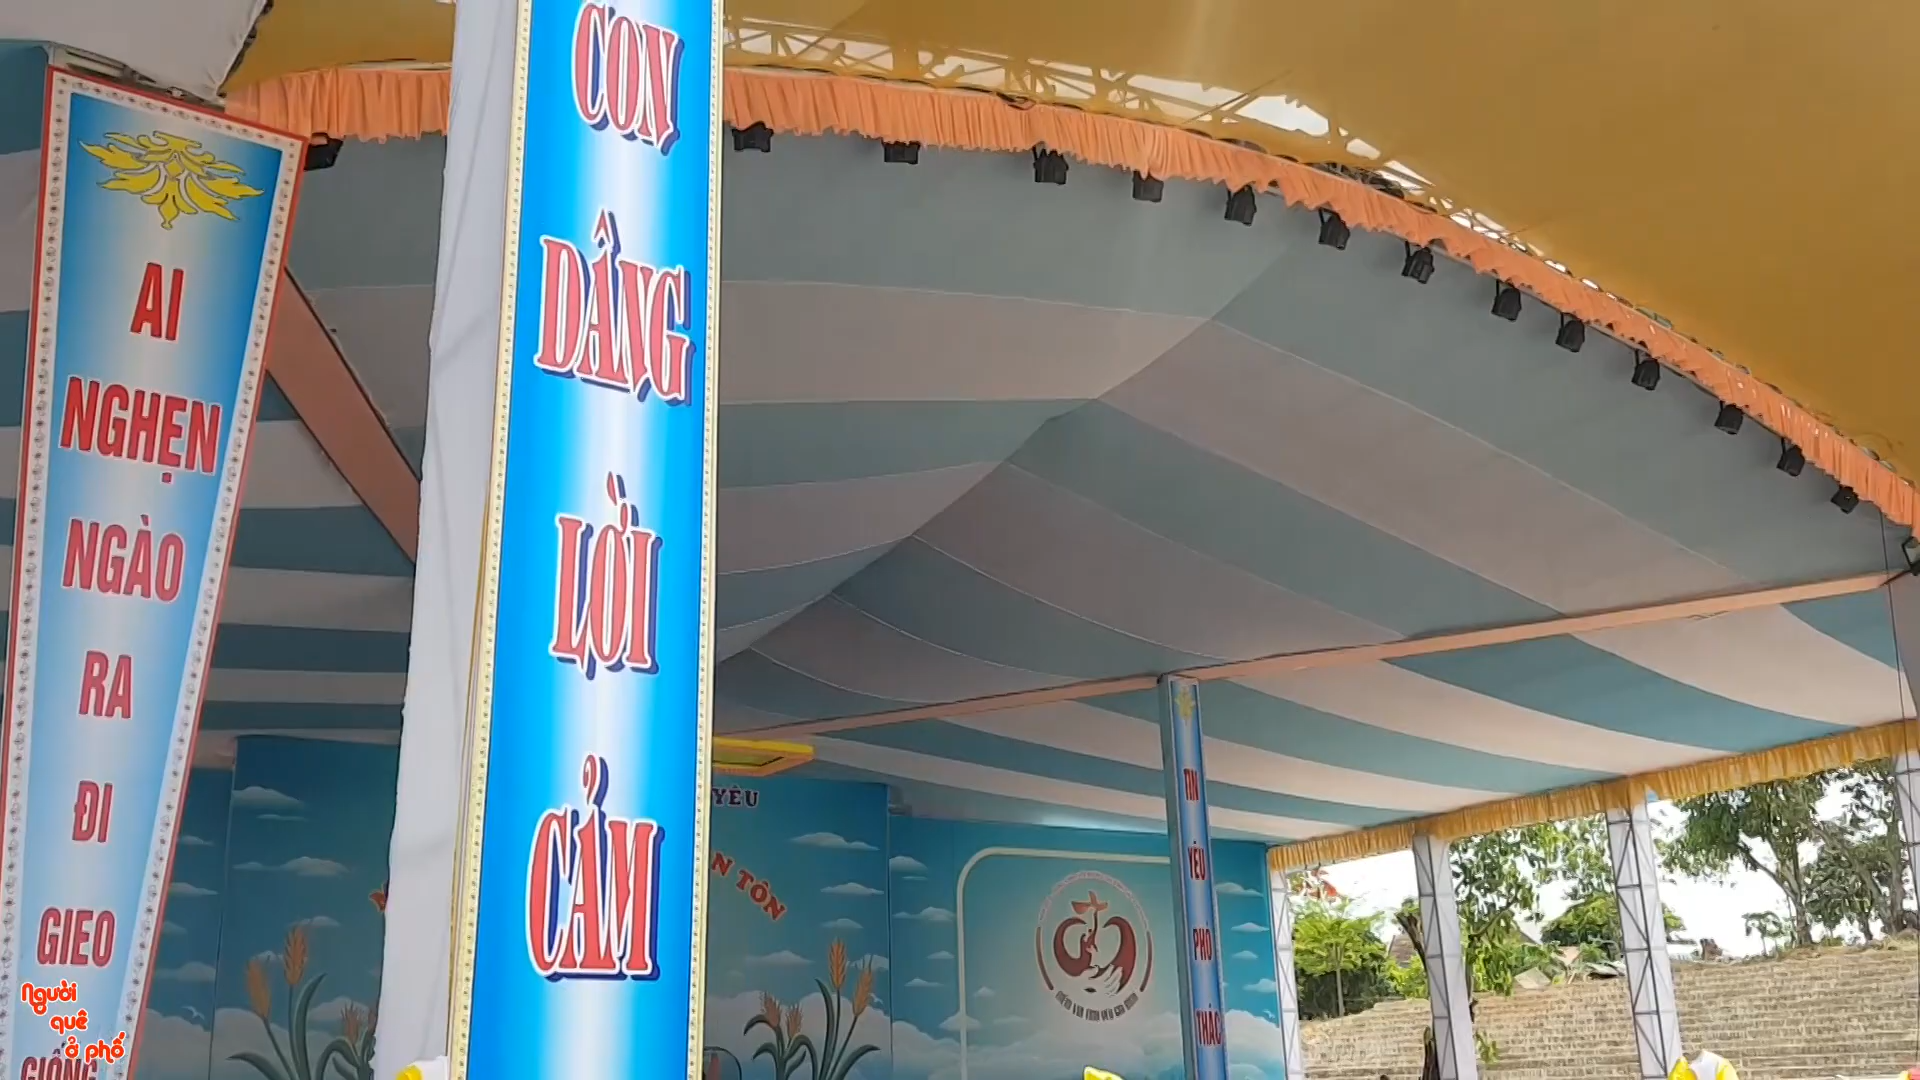 AI
NGHẸN
NGÀO
RA
ĐI
GIEO
GIỐNG
CON
DÂNG
LỜI
CẢM
YÊU
N TÔN
TIN
YÊU
PHÓ
THÁC
Người
quê
ở phố